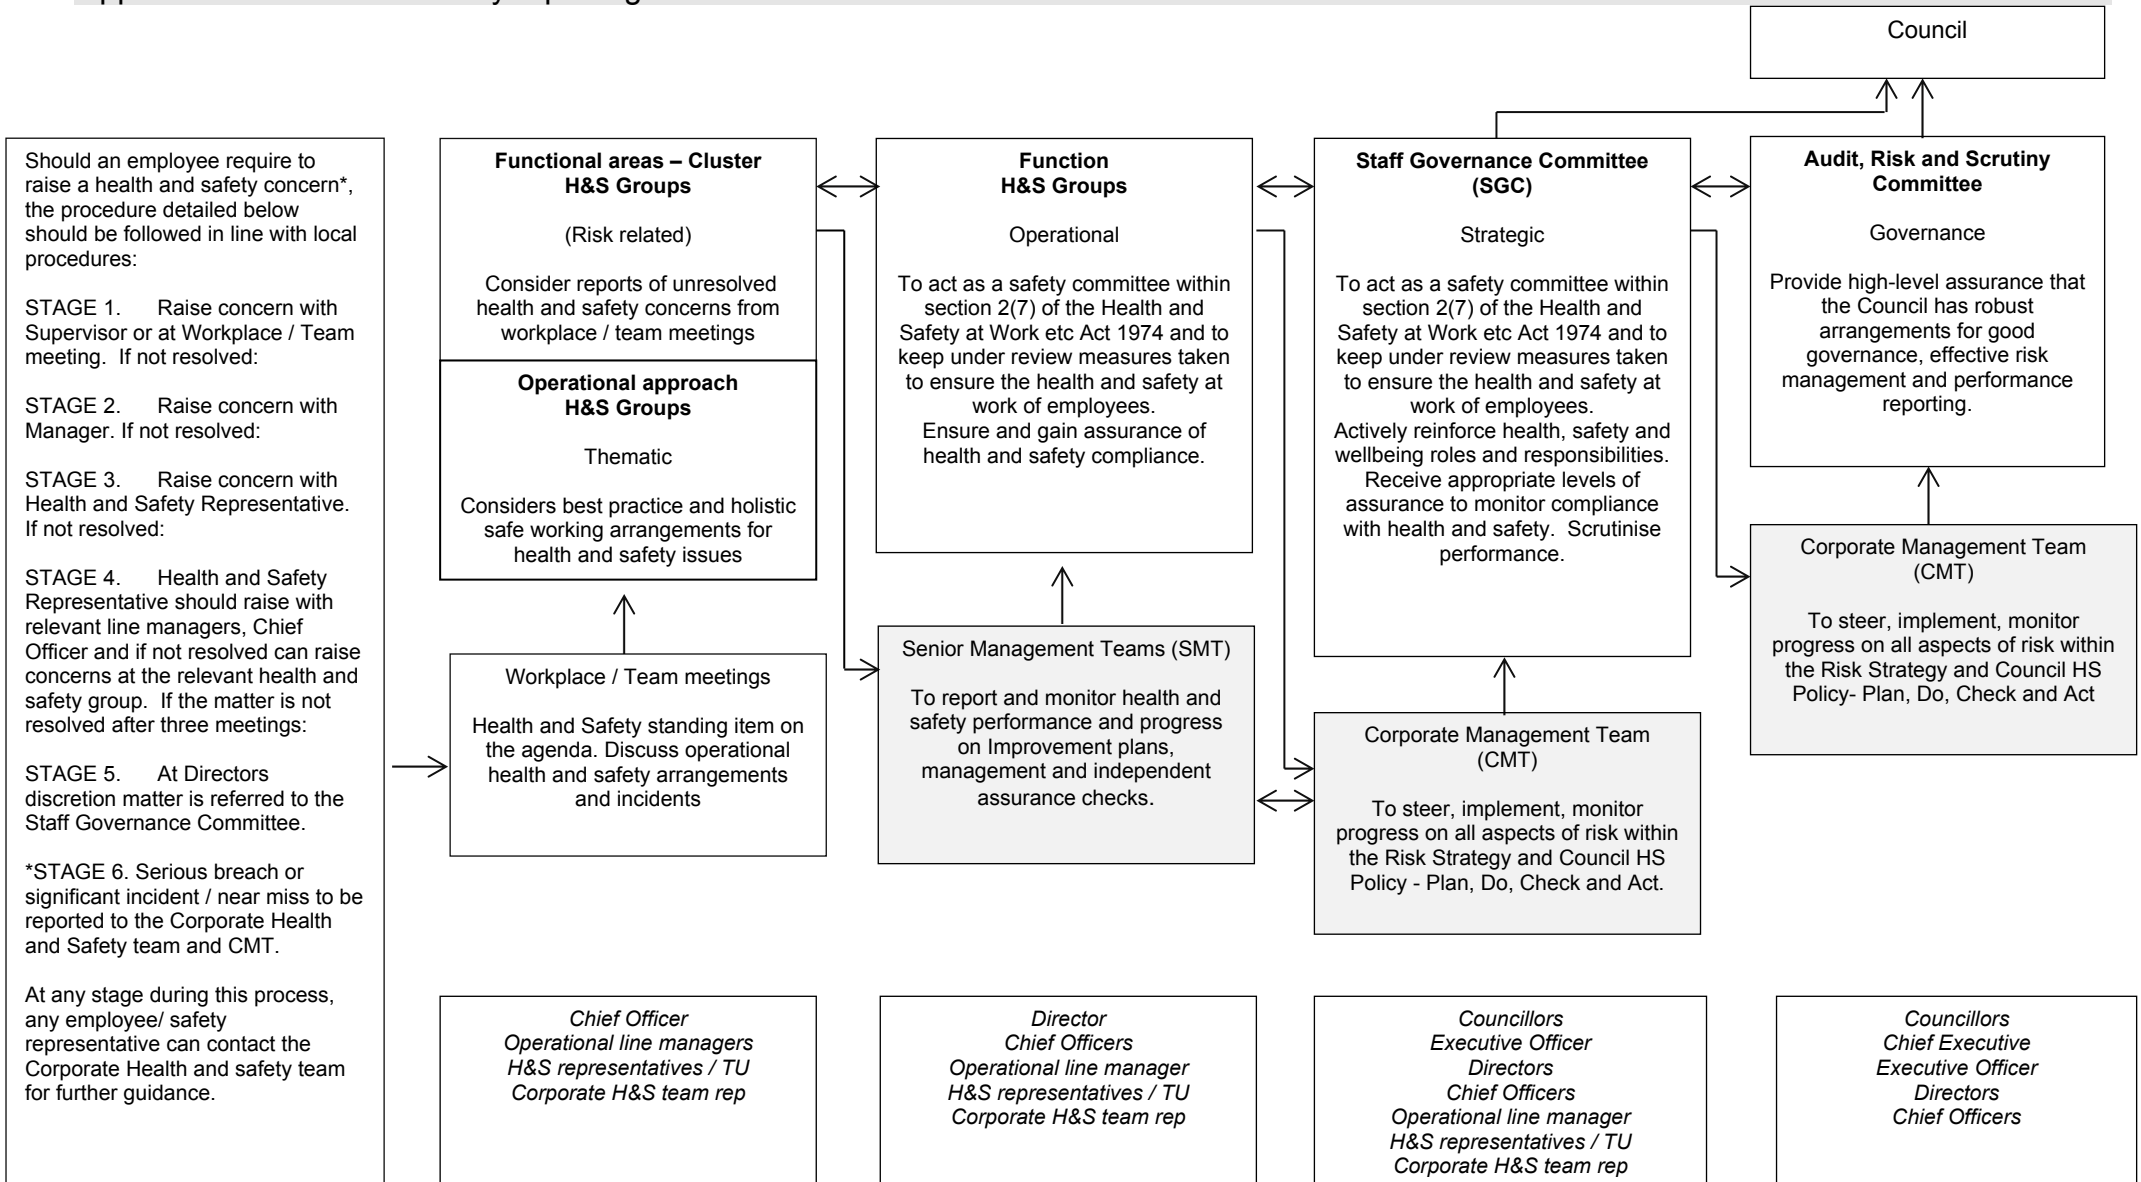 Council
Should an employee require to
raise a health and safety concern*,
the procedure detailed below
should be followed in line with local
procedures:
STAGE 1. Raise concern with
Supervisor or at Workplace / Team
meeting. If not resolved:
STAGE 2. Raise concern with
Manager. If not resolved:
STAGE 3. Raise concern with
Health and Safety Representative.
If not resolved:
STAGE 4. Health and Safety
Representative should raise with
relevant line managers, Chief
Officer and if not resolved can raise
concerns at the relevant health and
safety group. If the matter is not
resolved after three meetings:
STAGE 5. At Directors
discretion matter is referred to the
Staff Governance Committee.
*STAGE 6. Serious breach or
significant incident / near miss to be
reported to the Corporate Health
and Safety team and CMT.
At any stage during this process,
any employee/ safety
representative can contact the
Corporate Health and safety team
for further guidance.
Functional areas – Cluster
H&S Groups
(Risk related)
Consider reports of unresolved
health and safety concerns from
workplace / team meetings
Operational approach
H&S Groups
Thematic
Considers best practice and holistic
safe working arrangements for
health and safety issues
Workplace / Team meetings
Health and Safety standing item on
the agenda. Discuss operational
health and safety arrangements
and incidents
Chief Officer
Operational line managers
H&S representatives / TU
Corporate H&S team rep
Function
H&S Groups
Operational
To act as a safety committee within
section 2(7) of the Health and
Safety at Work etc Act 1974 and to
keep under review measures taken
to ensure the health and safety at
work of employees.
Ensure and gain assurance of
health and safety compliance.
Senior Management Teams (SMT)
To report and monitor health and
safety performance and progress
on Improvement plans,
management and independent
assurance checks.
Director
Chief Officers
Operational line manager
H&S representatives / TU
Corporate H&S team rep
Staff Governance Committee
(SGC)
Strategic
To act as a safety committee within
section 2(7) of the Health and
Safety at Work etc Act 1974 and to
keep under review measures taken
to ensure the health and safety at
work of employees.
Actively reinforce health, safety and
wellbeing roles and responsibilities.
Receive appropriate levels of
assurance to monitor compliance
with health and safety. Scrutinise
performance.
Corporate Management Team
(CMT)
To steer, implement, monitor
progress on all aspects of risk within
the Risk Strategy and Council HS
Policy - Plan, Do, Check and Act.
Councillors
Executive Officer
Directors
Chief Officers
Operational line manager
H&S representatives / TU
Corporate H&S team rep
Audit, Risk and Scrutiny
Committee
Governance
Provide high-level assurance that
the Council has robust
arrangements for good
governance, effective risk
management and performance
reporting.
Corporate Management Team
(CMT)
To steer, implement, monitor
progress on all aspects of risk within
the Risk Strategy and Council HS
Policy- Plan, Do, Check and Act
Councillors
Chief Executive
Executive Officer
Directors
Chief Officers